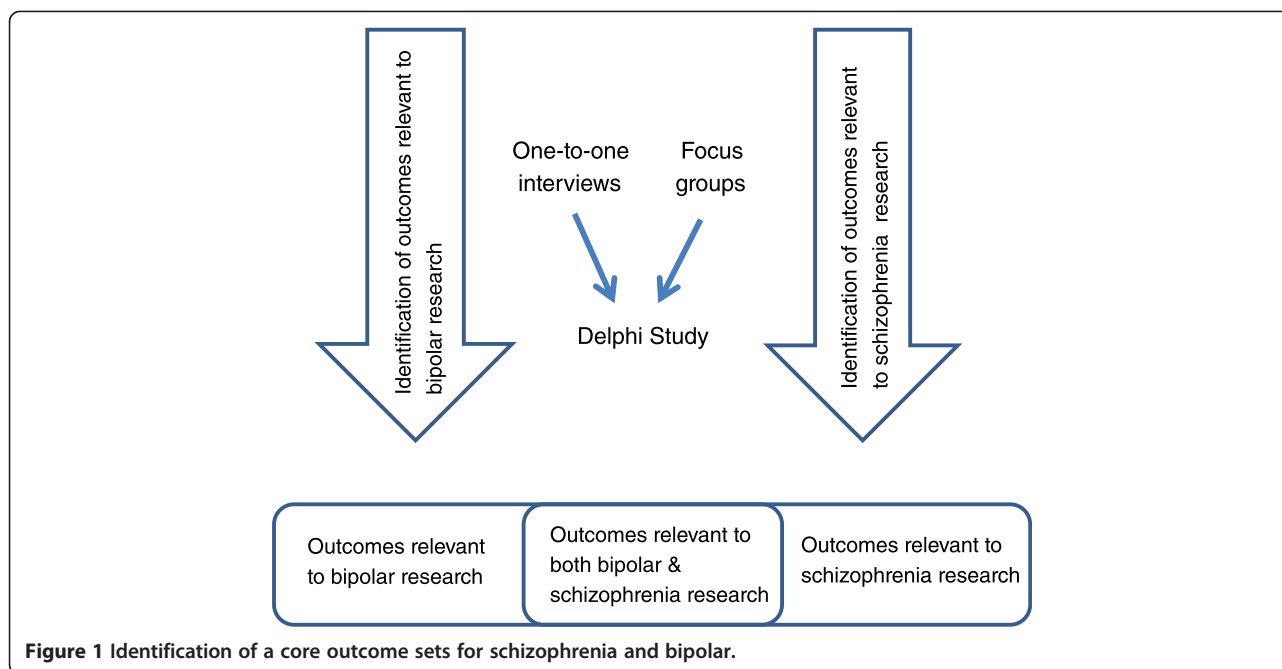 Identification of outcomes relevant to
bipolar research
One-to-one
interviews
Focus
groups
Delphi Study
Identification of outcomes relevant
to schizophrenia research
Outcomes relevant
to bipolar research
Outcomes relevant to
both bipolar &
schizophrenia research
Outcomes relevant to
schizophrenia research
Figure 1 Identification of a core outcome sets for schizophrenia and bipolar.